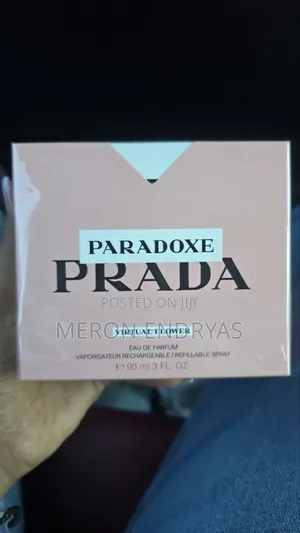 PARADOXE
PRADA
POSTED ON JIJI
MERON ENDRYAS
VIRTUAL FLOWER
EAU DE PARFUM
VAPORISATEUR RECHARGEABLE / REFILLABLE SPRAY
℮ 90 ml 3 FL. OZ